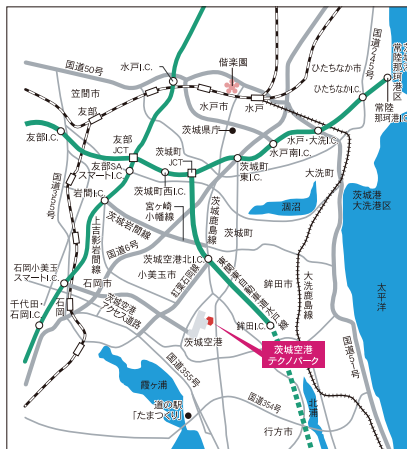 国道50号
水戸I.C.
偕楽園
国道245号
常陸那珂港区
ひたちなか市
ひたちなかI.C.
常陸
那珂港I.C.
笠間市
友部
水戸市
水戸
茨城県庁
友部I.C.
友部
JCT
茨城町
JCT
水戸・大洗I.C.
水戸南I.C.
茨城町
東I.C.
大洗町
友部SA
スマートI.C.
茨城町西I.C.
岩間I.C.
宮ヶ崎
小幡線
涸沼
茨城港
大洗港区
国道355号
上吉影岩間線
茨城岩間線
国道6号
茨城鹿島線
茨城町
茨城空港北I.C.
石岡小美玉
スマートI.C.
小美玉市
紅葉石岡線
東関東自動車道水戸線
鉾田市
大洗鹿島線
太平洋
石岡市
千代田・
石岡I.C.
石岡
茨城空港
アクセス道路
茨城空港
鉾田I.C.
茨城空港
テクノパーク
国道51号
霞ヶ浦
国道355号
道の駅
「たまつくり」
国道354号
北浦
行方市